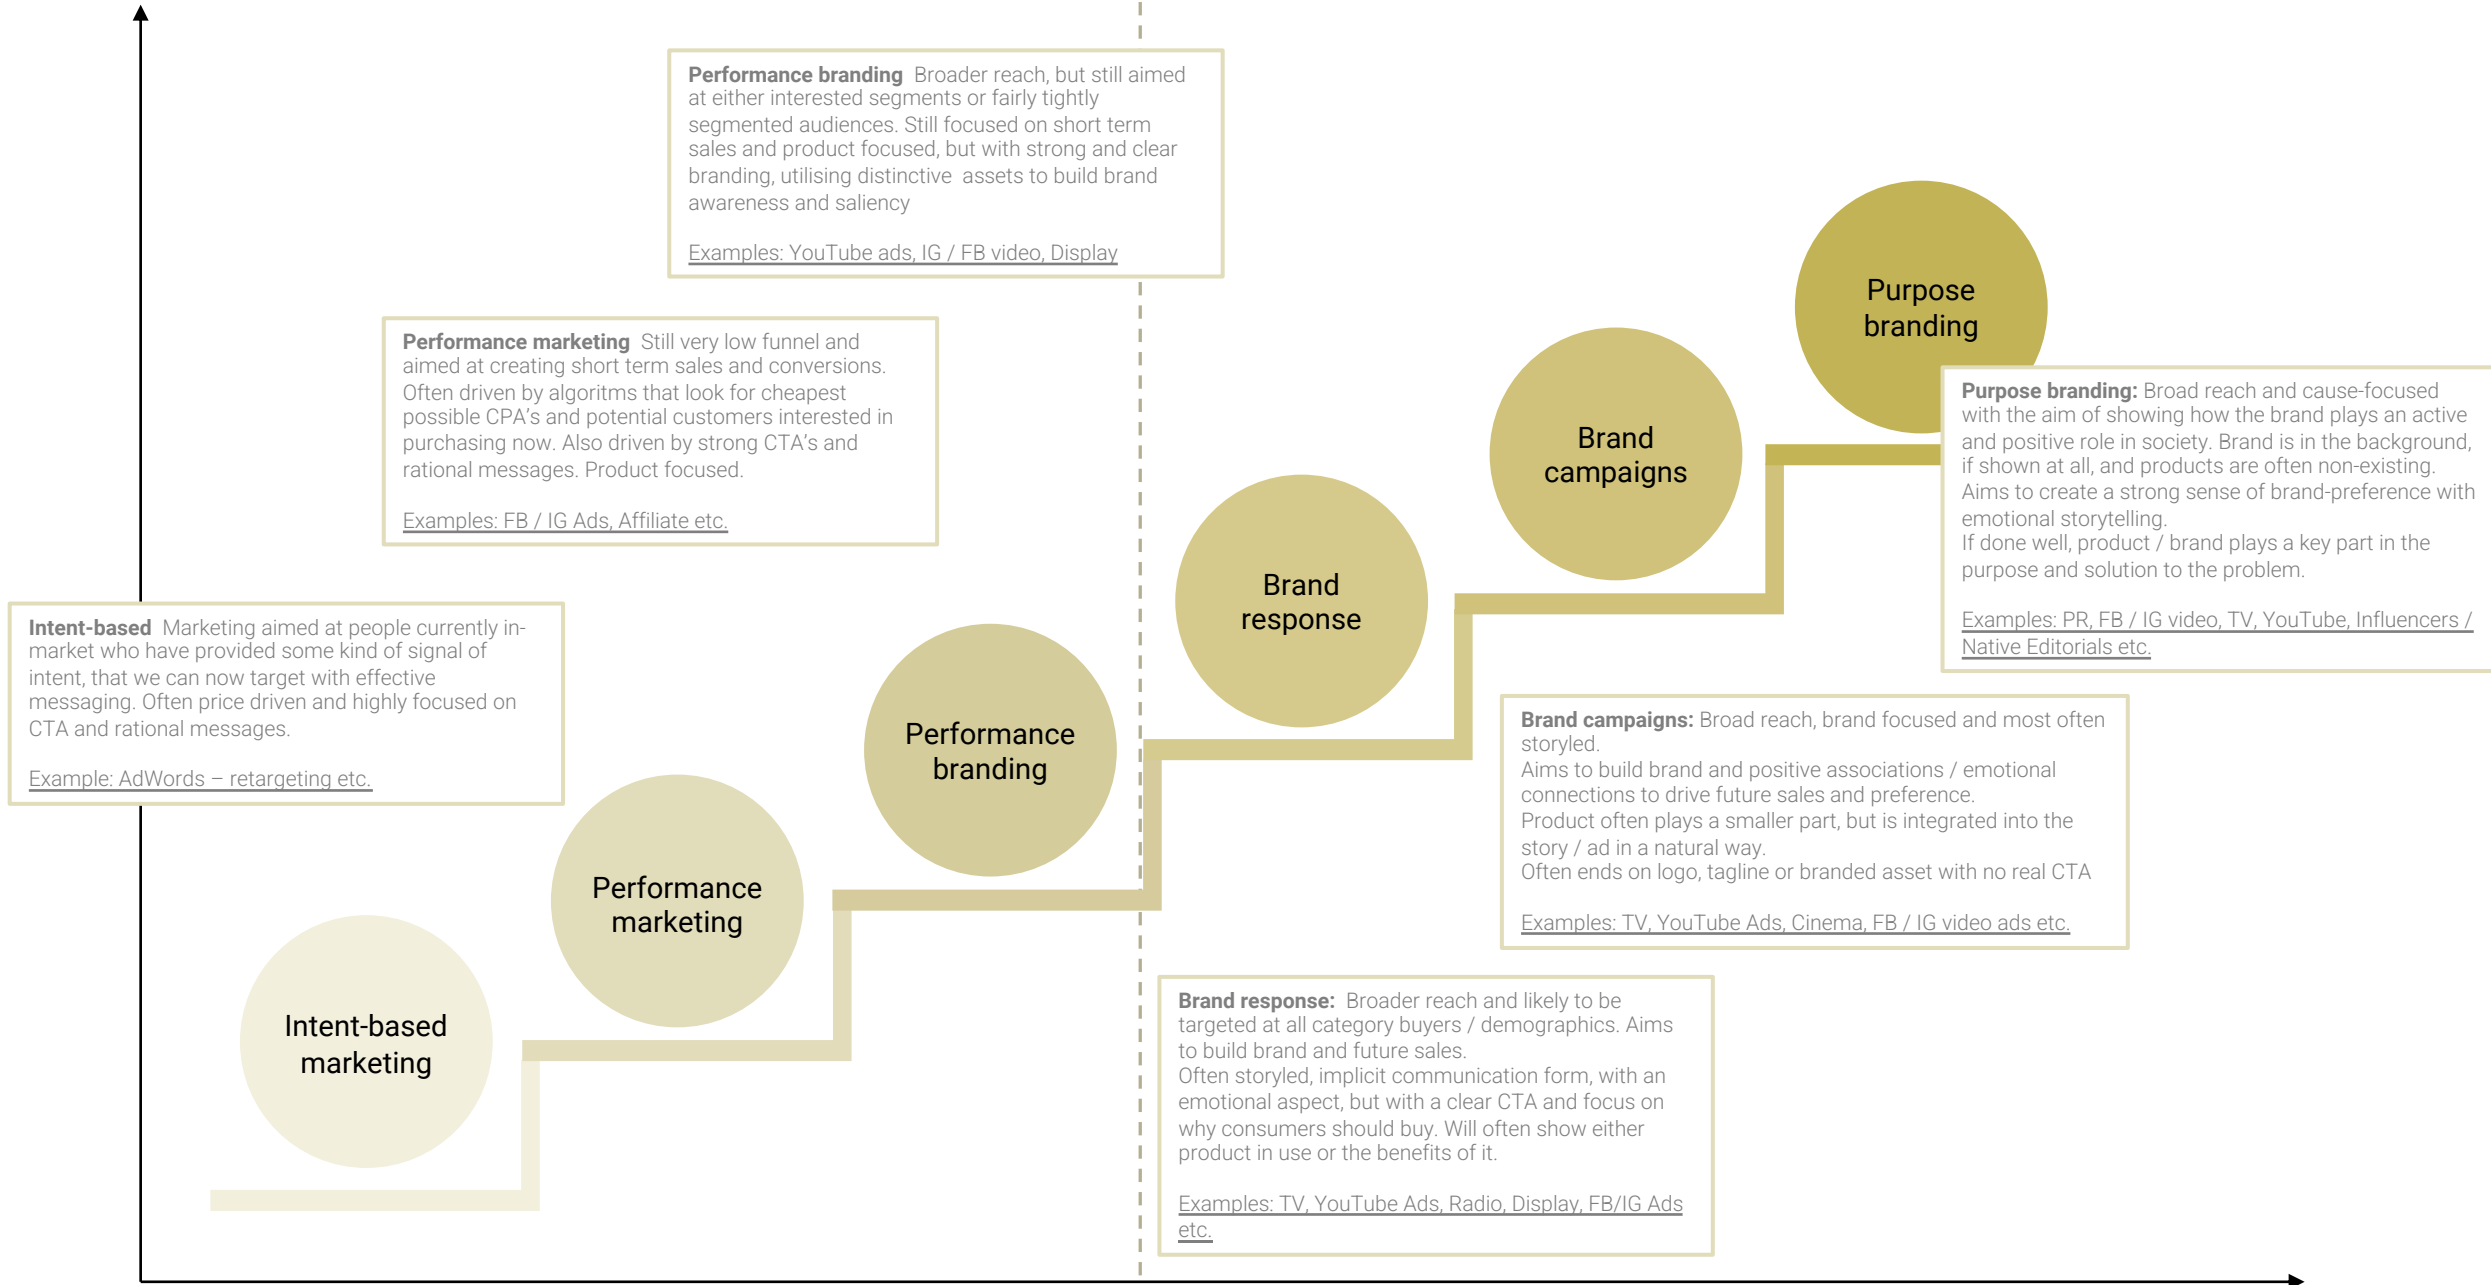 Performance branding  Broader reach, but still aimed
at either interested segments or fairly tightly
segmented audiences. Still focused on short term
sales and product focused, but with strong and clear
branding, utilising distinctive  assets to build brand
awareness and saliency
Examples: YouTube ads, IG / FB video, Display
Performance marketing  Still very low funnel and
aimed at creating short term sales and conversions.
Often driven by algoritms that look for cheapest
possible CPA's and potential customers interested in
purchasing now. Also driven by strong CTA's and
rational messages. Product focused.
Examples: FB / IG Ads, Affiliate etc.
Intent-based  Marketing aimed at people currently in-
market who have provided some kind of signal of
intent, that we can now target with effective
messaging. Often price driven and highly focused on
CTA and rational messages.
Example: AdWords – retargeting etc.
Intent-based
marketing
Performance
marketing
Performance
branding
Brand
response
Brand
campaigns
Purpose
branding
Purpose branding: Broad reach and cause-focused
with the aim of showing how the brand plays an active
and positive role in society. Brand is in the background,
if shown at all, and products are often non-existing.
Aims to create a strong sense of brand-preference with
emotional storytelling.
If done well, product / brand plays a key part in the
purpose and solution to the problem.
Examples: PR, FB / IG video, TV, YouTube, Influencers /
Native Editorials etc.
Brand campaigns: Broad reach, brand focused and most often
storyled.
Aims to build brand and positive associations / emotional
connections to drive future sales and preference.
Product often plays a smaller part, but is integrated into the
story / ad in a natural way.
Often ends on logo, tagline or branded asset with no real CTA
Examples: TV, YouTube Ads, Cinema, FB / IG video ads etc.
Brand response:  Broader reach and likely to be
targeted at all category buyers / demographics. Aims
to build brand and future sales.
Often storyled, implicit communication form, with an
emotional aspect, but with a clear CTA and focus on
why consumers should buy. Will often show either
product in use or the benefits of it.
Examples: TV, YouTube Ads, Radio, Display, FB/IG Ads
etc.